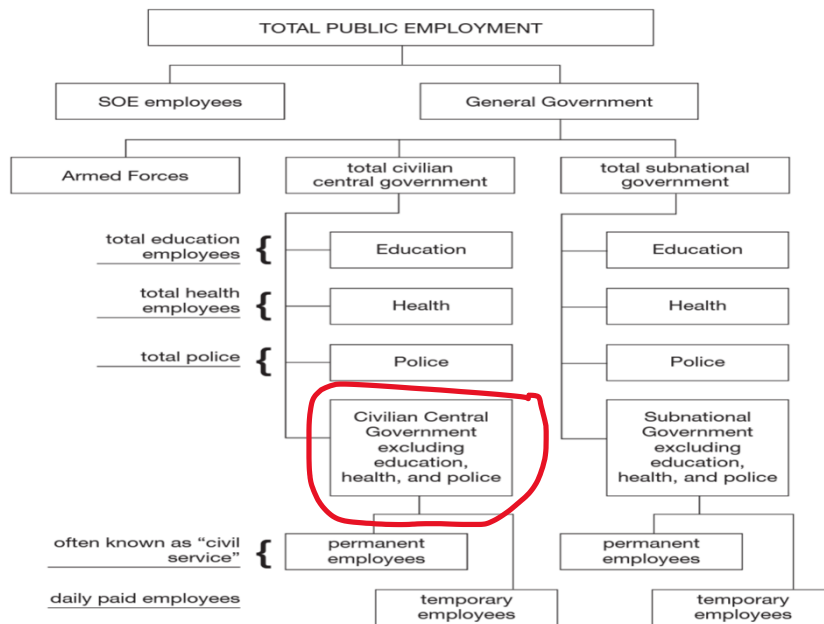 TOTAL PUBLIC EMPLOYMENT
SOE employees
General Government
Armed Forces
total civilian
central government
total subnational
government
total education
employees
Education
Education
total health
employees
Health
Health
total police
Police
Police
Civilian Central
Government
excluding
education,
health, and police
Subnational
Government
excluding
education,
health, and police
often known as “civil
service”
permanent
employees
permanent
employees
daily paid employees
temporary
employees
temporary
employees